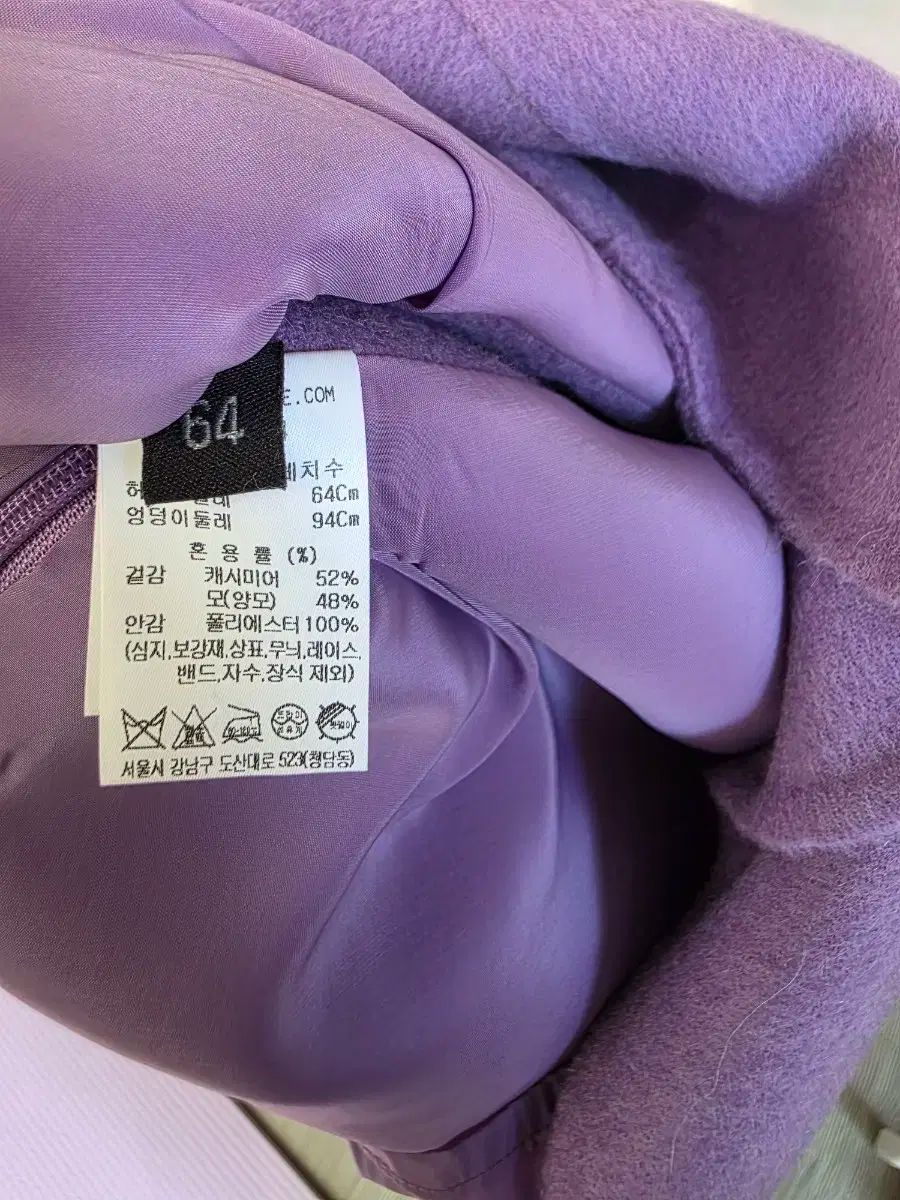 E.COM
64
체치수
64Cm
엉덩이둘레 94Cm
혼 용 률 (%)
겉감 캐시미어 52%
모(양모) 48%
안감 폴리에스터 100%
(심지,보강재,상표,무늬,레이스,
밴드,자수,장식 제외)
서울시 강남구 도산대로 523(청담동)